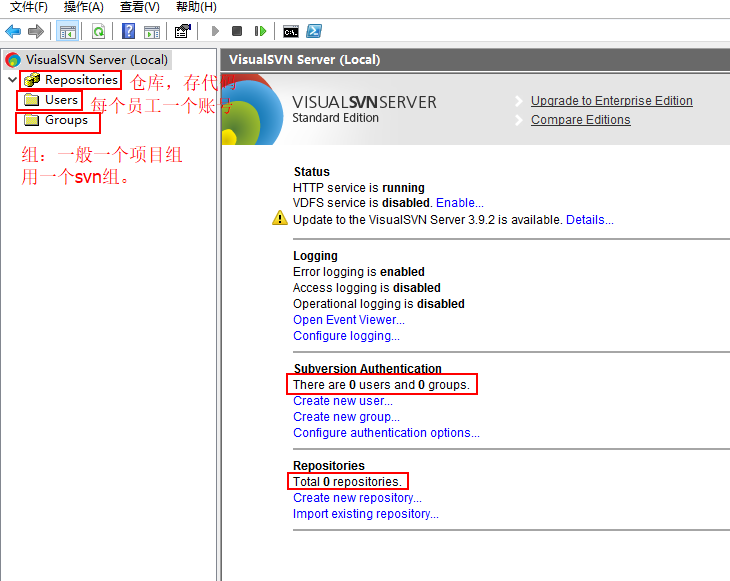 文件(F) 操作(A) 查看(V) 帮助(H)
VisualSVN Server (Local)
Repositories
仓库，存代码
Users
每个员工一个账号
Groups
组：一般一个项目组
用一个svn组。
VisualSVN Server (Local)
VISUALSVNSERVER
Standard Edition
Upgrade to Enterprise Edition
Compare Editions
Status
HTTP service is running
VDFS service is disabled. Enable...
Update to the VisualSVN Server 3.9.2 is available. Details...
Logging
Error logging is enabled
Access logging is disabled
Operational logging is disabled
Open Event Viewer...
Configure logging...
Subversion Authentication
There are 0 users and 0 groups.
Create new user...
Create new group...
Configure authentication options...
Repositories
Total 0 repositories.
Create new repository...
Import existing repository...